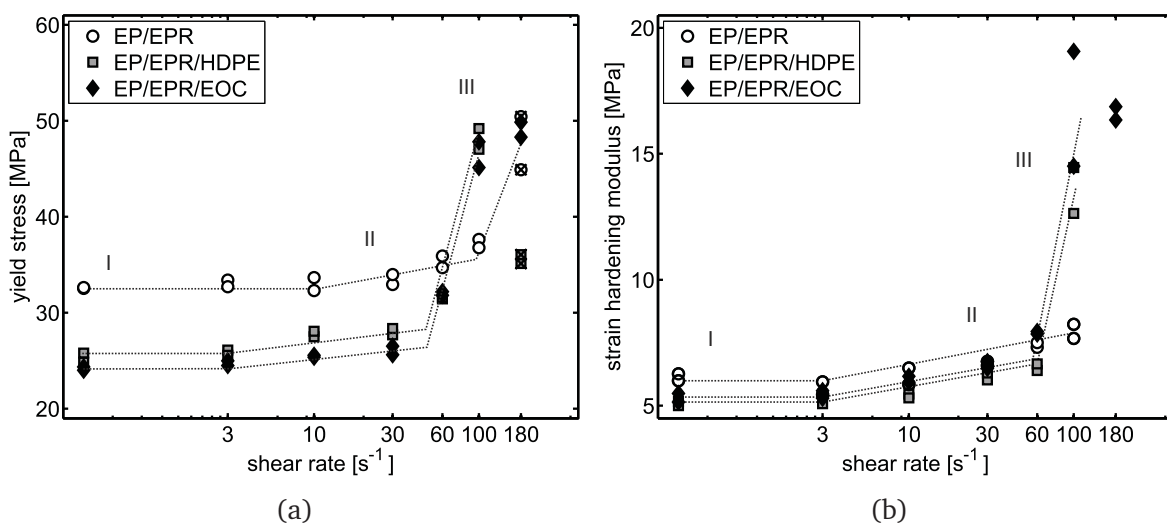 60
50
40
30
20
yield stress [MPa]
EP/EPR
EP/EPR/HDPE
EP/EPR/EOC
I
II
III
3 10 30 60 100 180
shear rate [s⁻¹]
(a)
20
15
10
5
strain hardening modulus [MPa]
EP/EPR
EP/EPR/HDPE
EP/EPR/EOC
I
II
III
3 10 30 60 100 180
shear rate [s⁻¹]
(b)